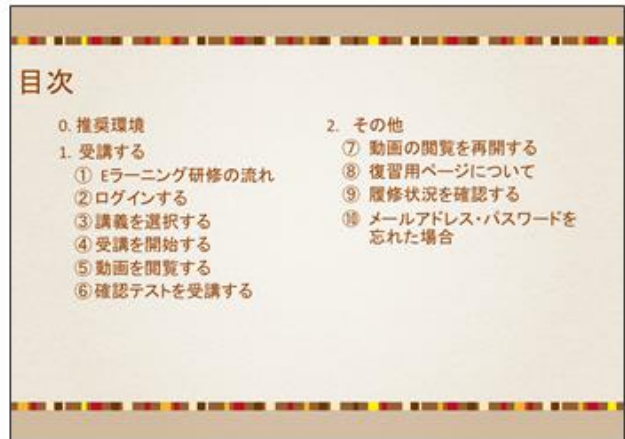 目次
0. 推奨環境
1. 受講する
① Eラーニング研修の流れ
②ログインする
③講義を選択する
④受講を開始する
⑤動画を閲覧する
⑥確認テストを受講する
2. その他
⑦ 動画の閲覧を再開する
⑧ 復習用ページについて
⑨ 履修状況を確認する
⑩ メールアドレス・パスワードを
忘れた場合